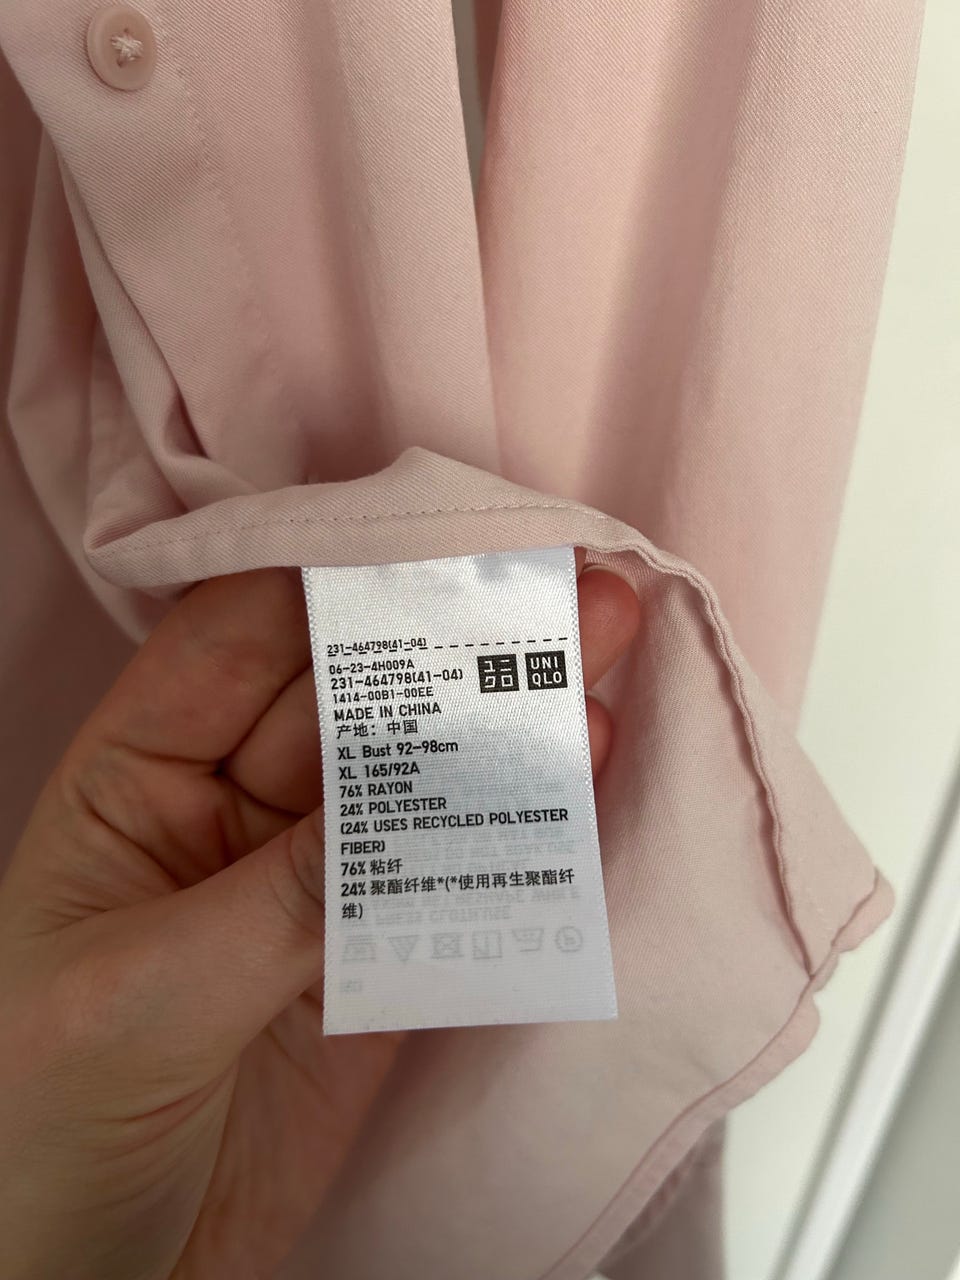 231-464798(41-04)
06-23-4H009A
231-464798(41-04)
1414-00B1-00EE
ユニ
クロ
UNI
QLO
MADE IN CHINA
产地：中国
XL Bust 92-98cm
XL 165/92A
76% RAYON
24% POLYESTER
(24% USES RECYCLED POLYESTER
FIBER)
76% 粘纤
24% 聚酯纤维*(*使用再生聚酯纤
维)